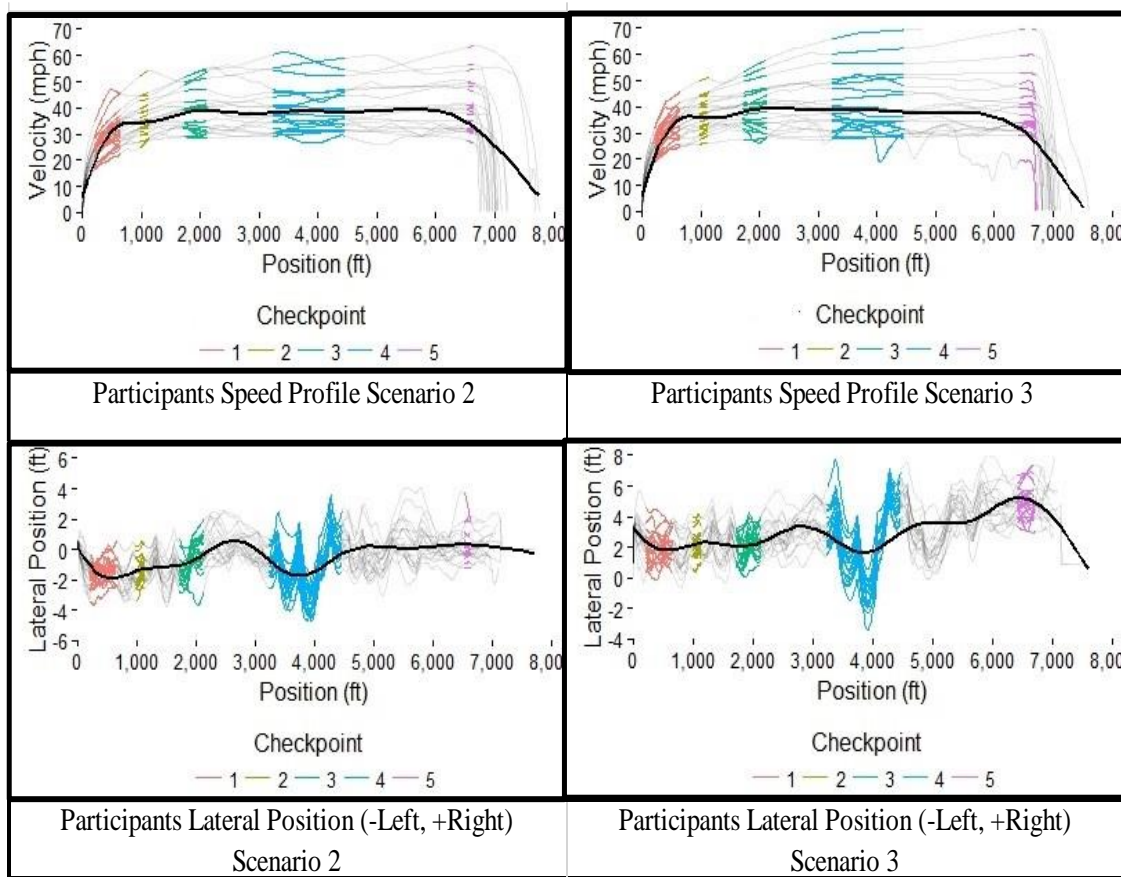 Velocity (mph)
70
60
50
40
30
20
10
0
0 1,000 2,000 3,000 4,000 5,000 6,000 7,000 8,00
Position (ft)
Checkpoint
1 2 3 4 5
Participants Speed Profile Scenario 2
Velocity (mph)
70
60
50
40
30
20
10
0
0 1,000 2,000 3,000 4,000 5,000 6,000 7,000 8,00
Position (ft)
Checkpoint
1 2 3 4 5
Participants Speed Profile Scenario 3
Lateral Position (ft)
6
4
2
0
-2
-4
-6
0 1,000 2,000 3,000 4,000 5,000 6,000 7,000 8,00
Position (ft)
Checkpoint
1 2 3 4 5
Participants Lateral Position (-Left, +Right)
Scenario 2
Lateral Postion (ft)
8
6
4
2
0
-2
-4
0 1,000 2,000 3,000 4,000 5,000 6,000 7,000 8,00
Position (ft)
Checkpoint
1 2 3 4 5
Participants Lateral Position (-Left, +Right)
Scenario 3